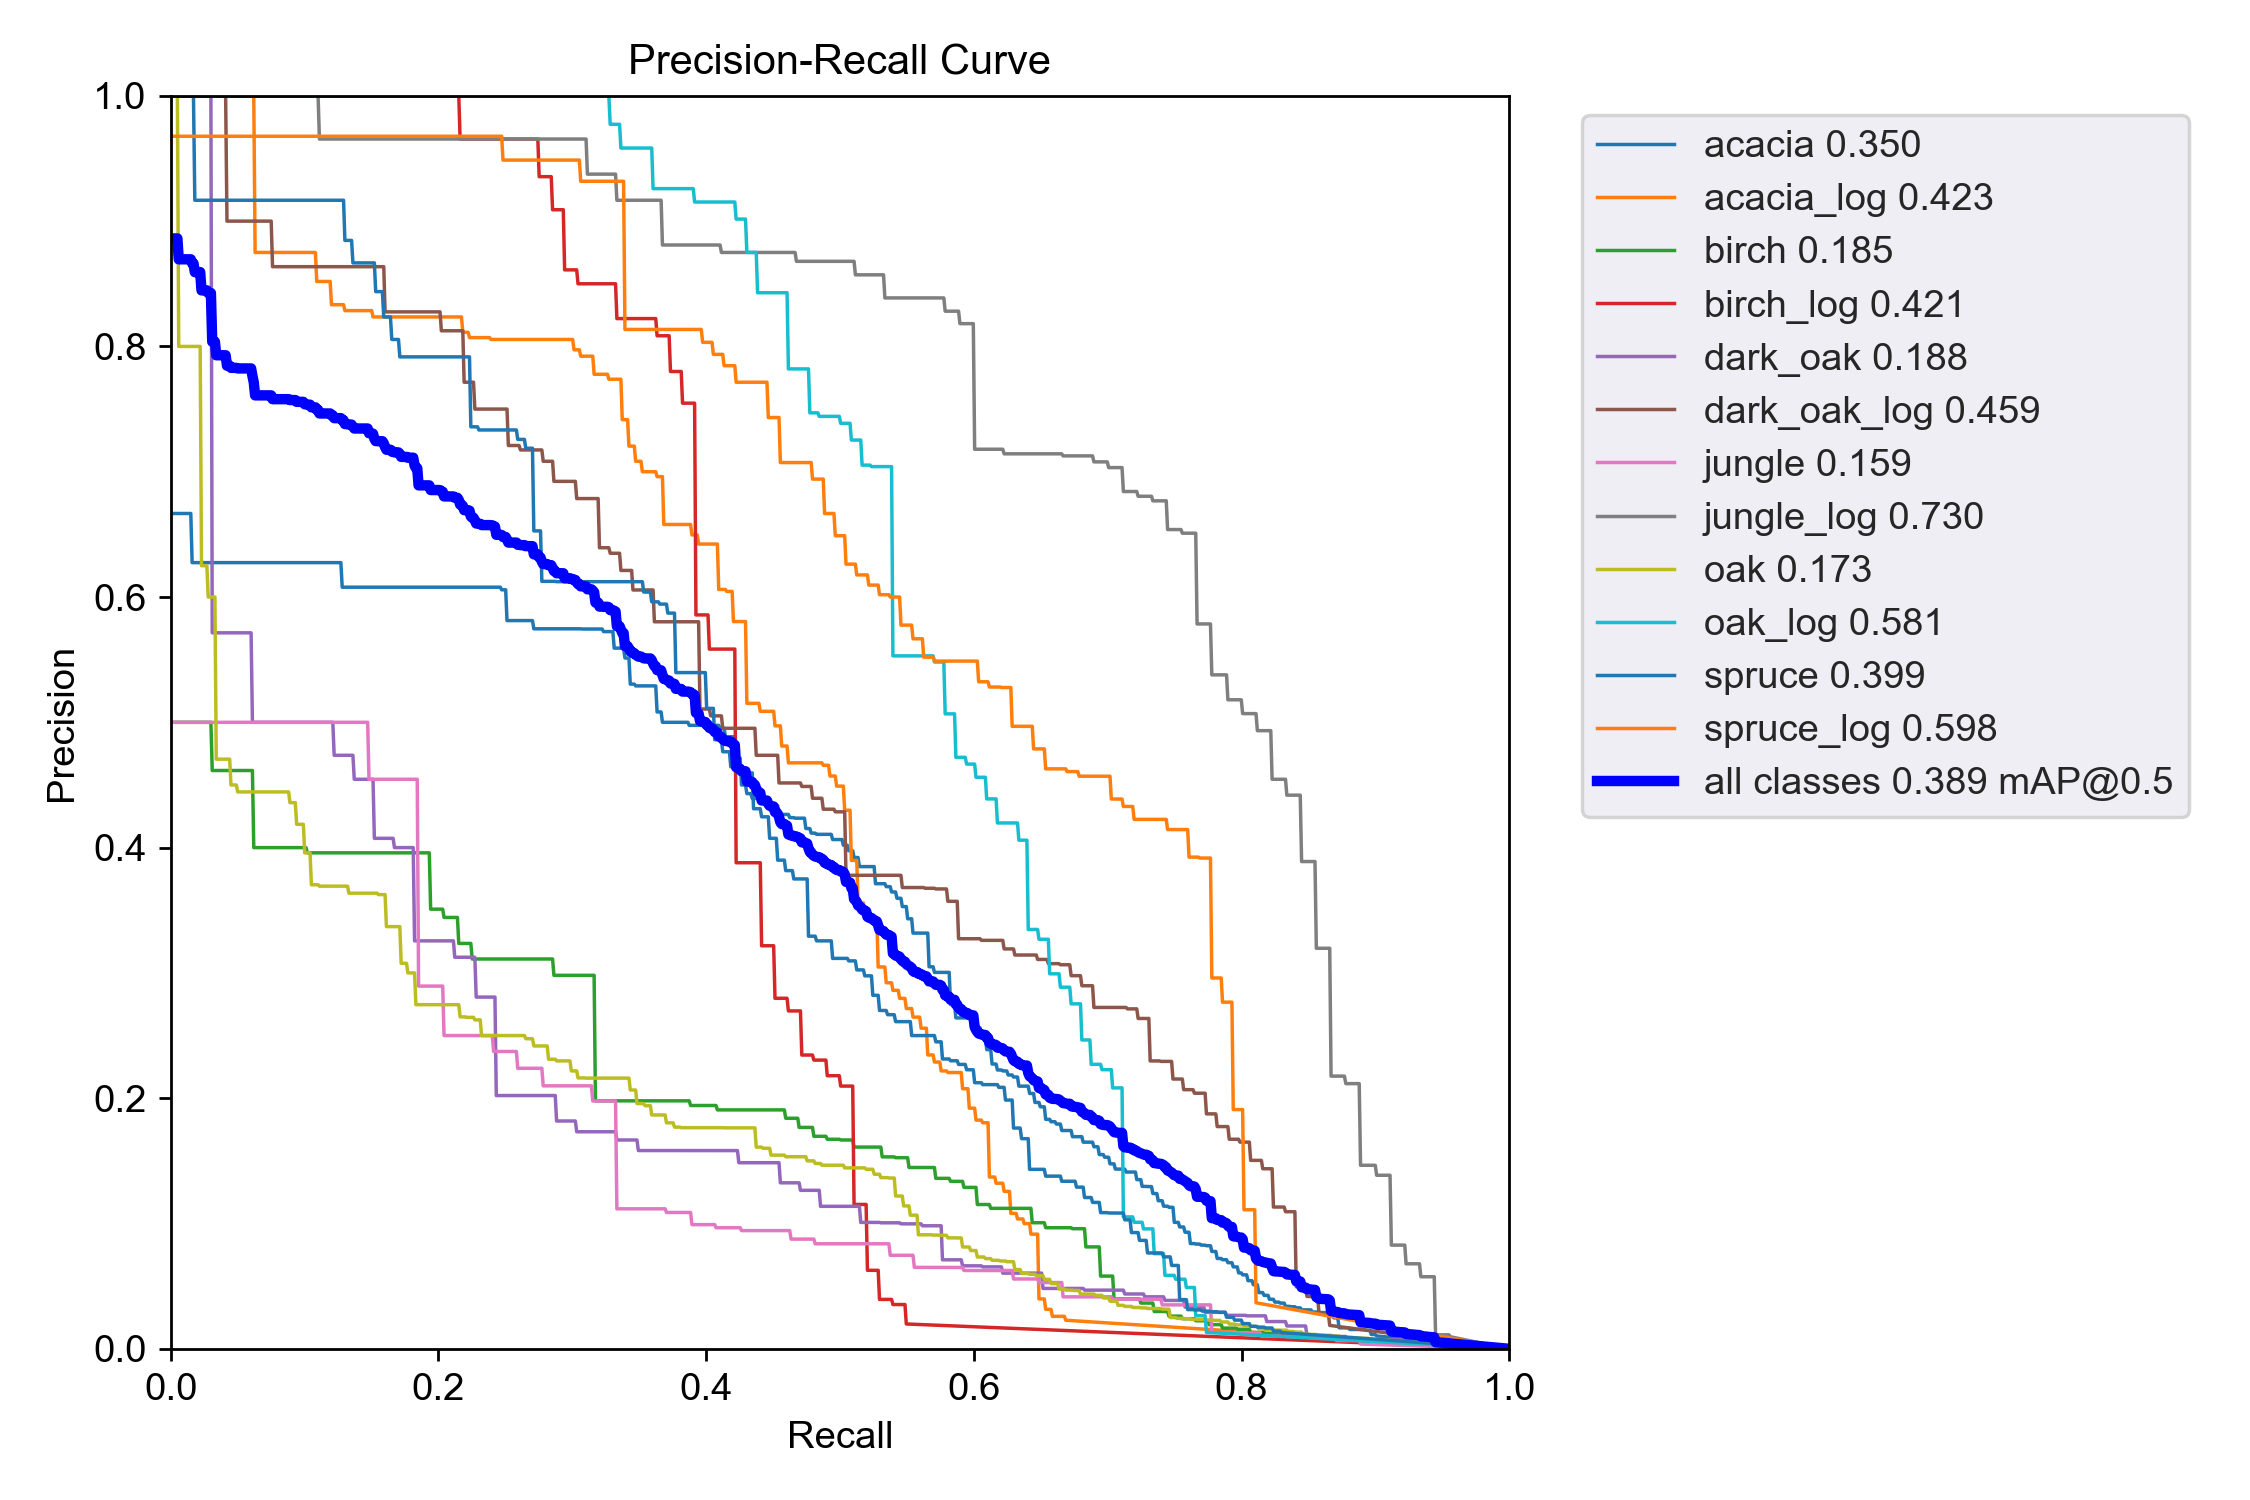 Precision-Recall Curve
1.0
0.8
0.6
0.4
0.2
0.0
Precision
0.0 0.2 0.4 0.6 0.8 1.0
Recall
acacia 0.350
acacia_log 0.423
birch 0.185
birch_log 0.421
dark_oak 0.188
dark_oak_log 0.459
jungle 0.159
jungle_log 0.730
oak 0.173
oak_log 0.581
spruce 0.399
spruce_log 0.598
all classes 0.389 mAP@0.5